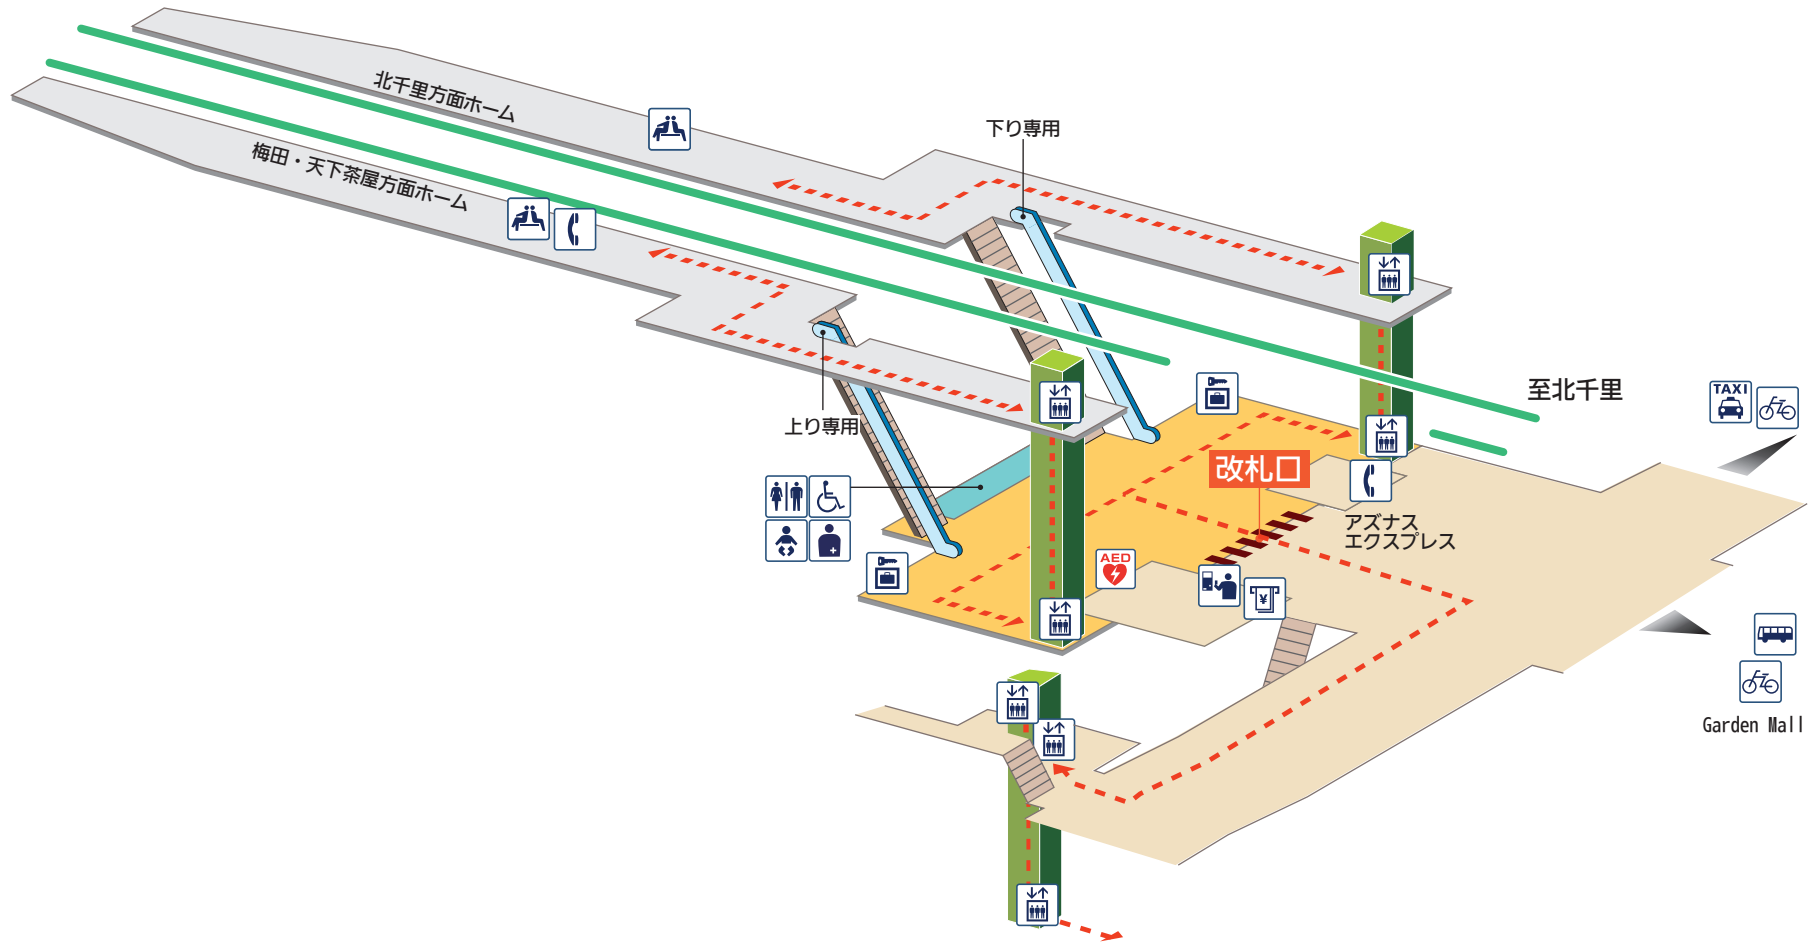 北千里方面ホーム
梅田・天下茶屋方面ホーム
下り専用
上り専用
至北千里
TAXI
改札口
アズナス
エクスプレス
AED
¥
Garden Mall